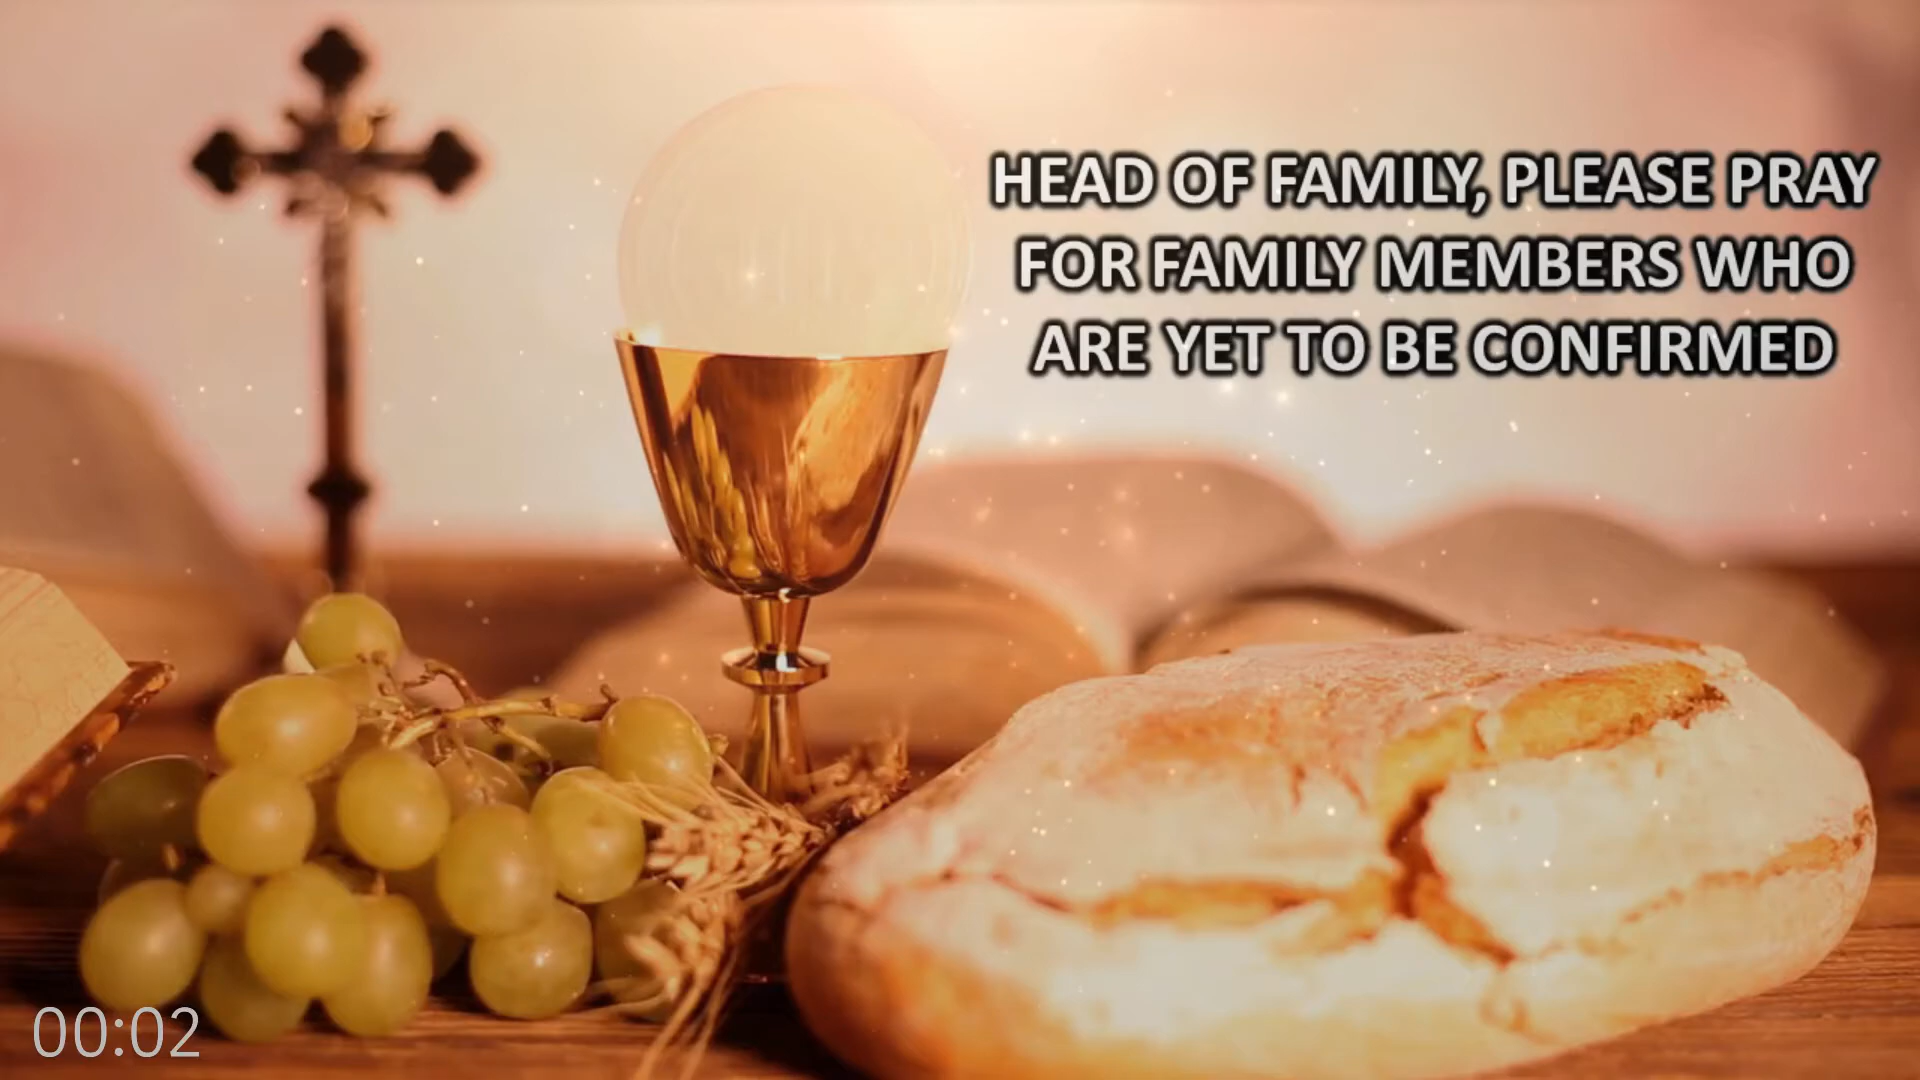 HEAD OF FAMILY, PLEASE PRAY
FOR FAMILY MEMBERS WHO
ARE YET TO BE CONFIRMED
00:02